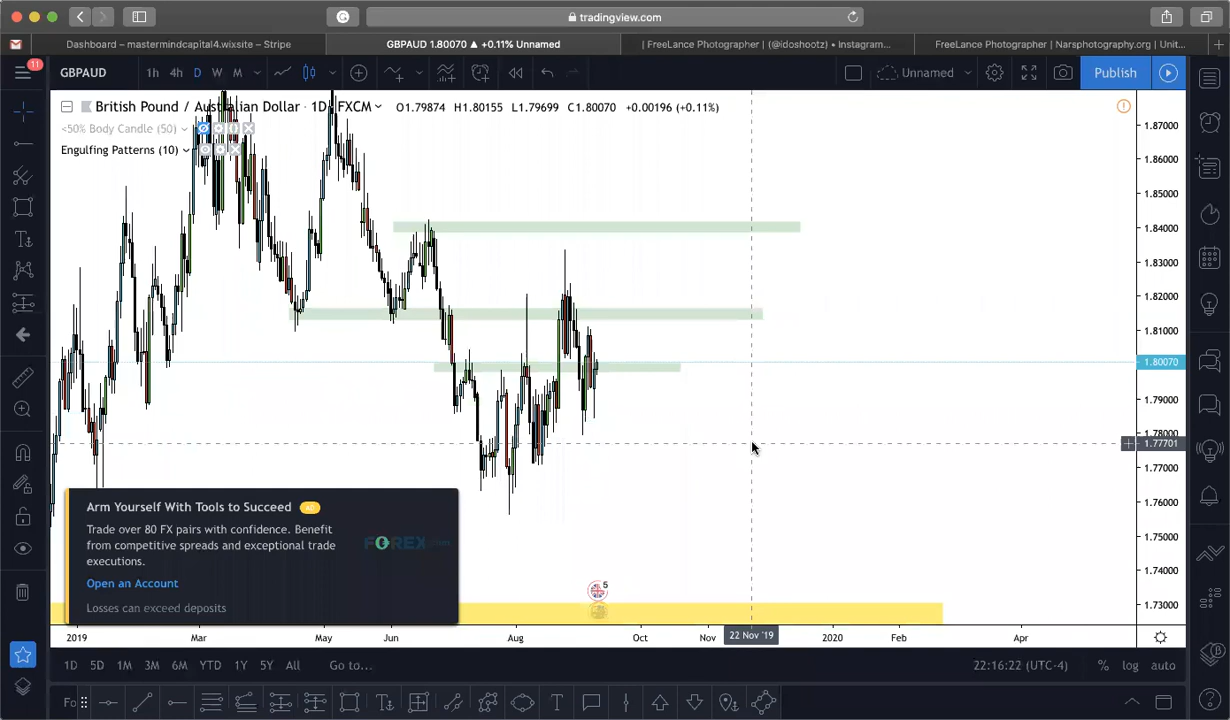 tradingview.com
Dashboard – mastermindcapital4.wixsite – Stripe
GBPAUD 1.80070 ▲ +0.11% Unnamed
| FreeLance Photographer | (@idoshootz) • Instagram...
FreeLance Photographer | Narsphotography.org | Unit...
11
GBPAUD
1h 4h D W M
Unnamed
Publish
British Pound / Australian Dollar · 1D · FXCM
O1.79874 H1.80155 L1.79699 C1.80070 +0.00196 (+0.11%)
<50% Body Candle (50)
Engulfing Patterns (10)
1.87000
1.86000
1.85000
1.84000
1.83000
1.82000
1.81000
1.80070
1.79000
1.78000
1.77701
1.77000
1.76000
1.75000
1.74000
1.73000
Arm Yourself With Tools to Succeed
AD
Trade over 80 FX pairs with confidence. Benefit
from competitive spreads and exceptional trade
executions.
FOREX.com
Open an Account
Losses can exceed deposits
5
2019 Mar May Jun Aug Oct Nov 22 Nov '19 2020 Feb Apr
1D 5D 1M 3M 6M YTD 1Y 5Y All Go to...
22:16:22 (UTC-4) % log auto
Fo